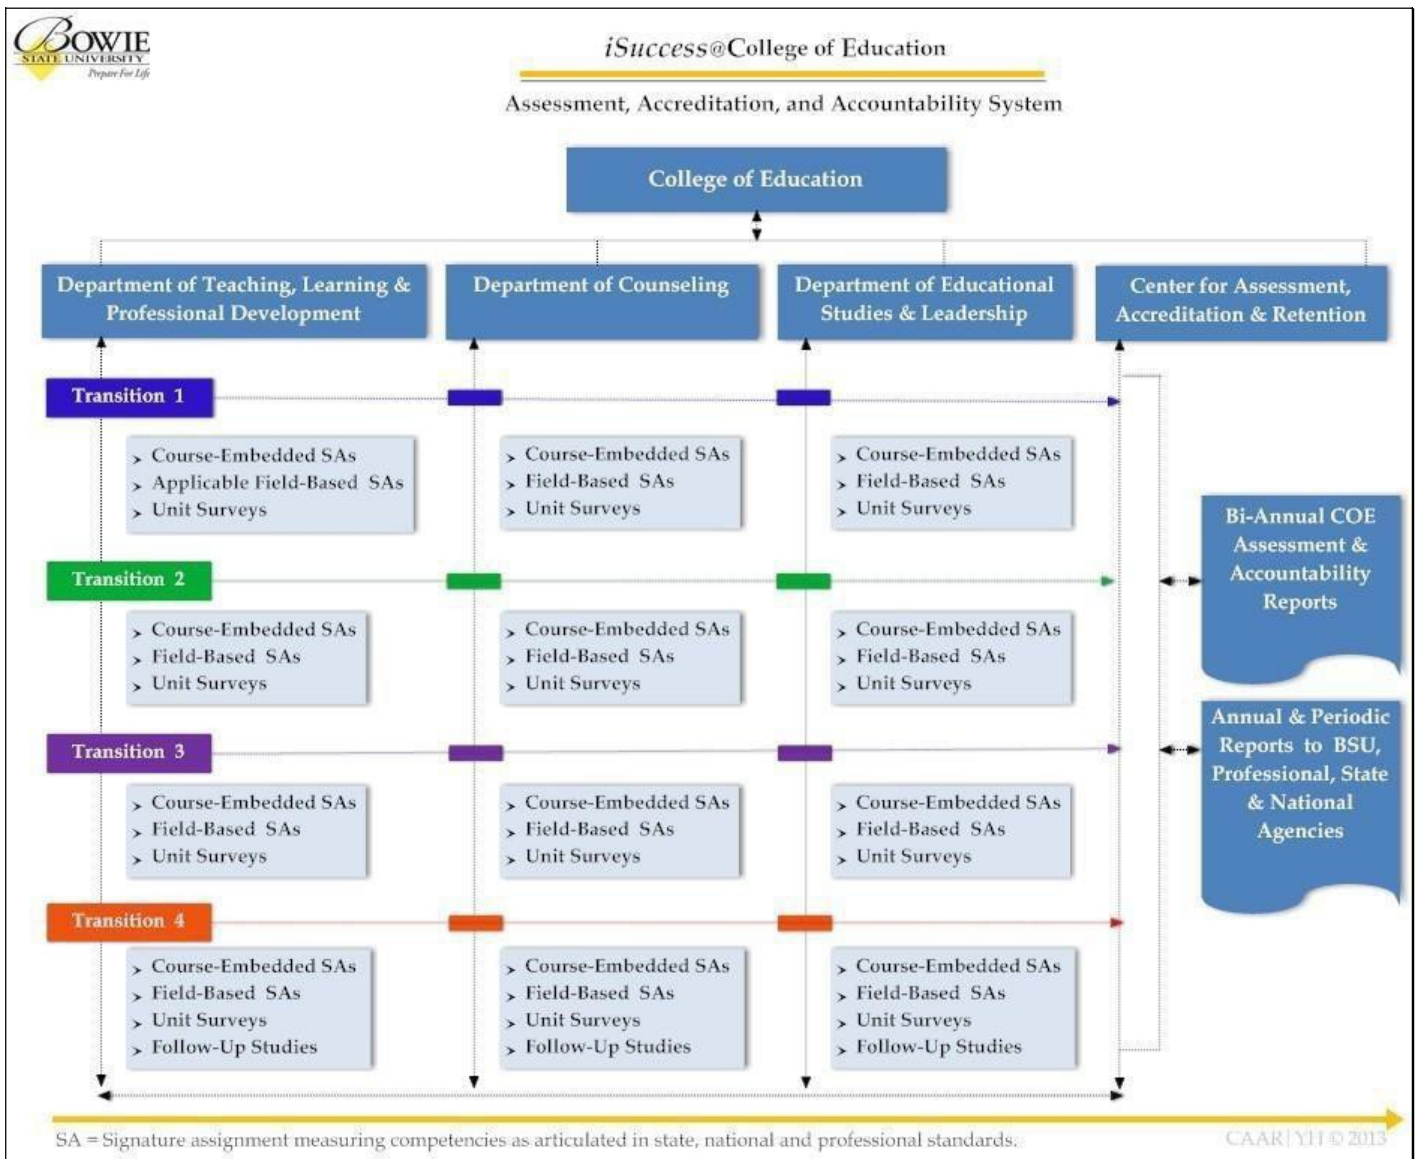 BOWIE
STATE UNIVERSITY
Prepare For Life
iSuccess@College of Education
Assessment, Accreditation, and Accountability System
College of Education
Department of Teaching, Learning &
Professional Development
Department of Counseling
Department of Educational
Studies & Leadership
Center for Assessment,
Accreditation & Retention
Transition 1
Course-Embedded SAs
Applicable Field-Based SAs
Unit Surveys
Course-Embedded SAs
Field-Based SAs
Unit Surveys
Course-Embedded SAs
Field-Based SAs
Unit Surveys
Transition 2
Course-Embedded SAs
Field-Based SAs
Unit Surveys
Course-Embedded SAs
Field-Based SAs
Unit Surveys
Course-Embedded SAs
Field-Based SAs
Unit Surveys
Transition 3
Course-Embedded SAs
Field-Based SAs
Unit Surveys
Course-Embedded SAs
Field-Based SAs
Unit Surveys
Course-Embedded SAs
Field-Based SAs
Unit Surveys
Transition 4
Course-Embedded SAs
Field-Based SAs
Unit Surveys
Follow-Up Studies
Course-Embedded SAs
Field-Based SAs
Unit Surveys
Follow-Up Studies
Course-Embedded SAs
Field-Based SAs
Unit Surveys
Follow-Up Studies
Bi-Annual COE
Assessment &
Accountability
Reports
Annual & Periodic
Reports to BSU,
Professional, State
& National
Agencies
SA = Signature assignment measuring competencies as articulated in state, national and professional standards.
CAAR|YH © 2013